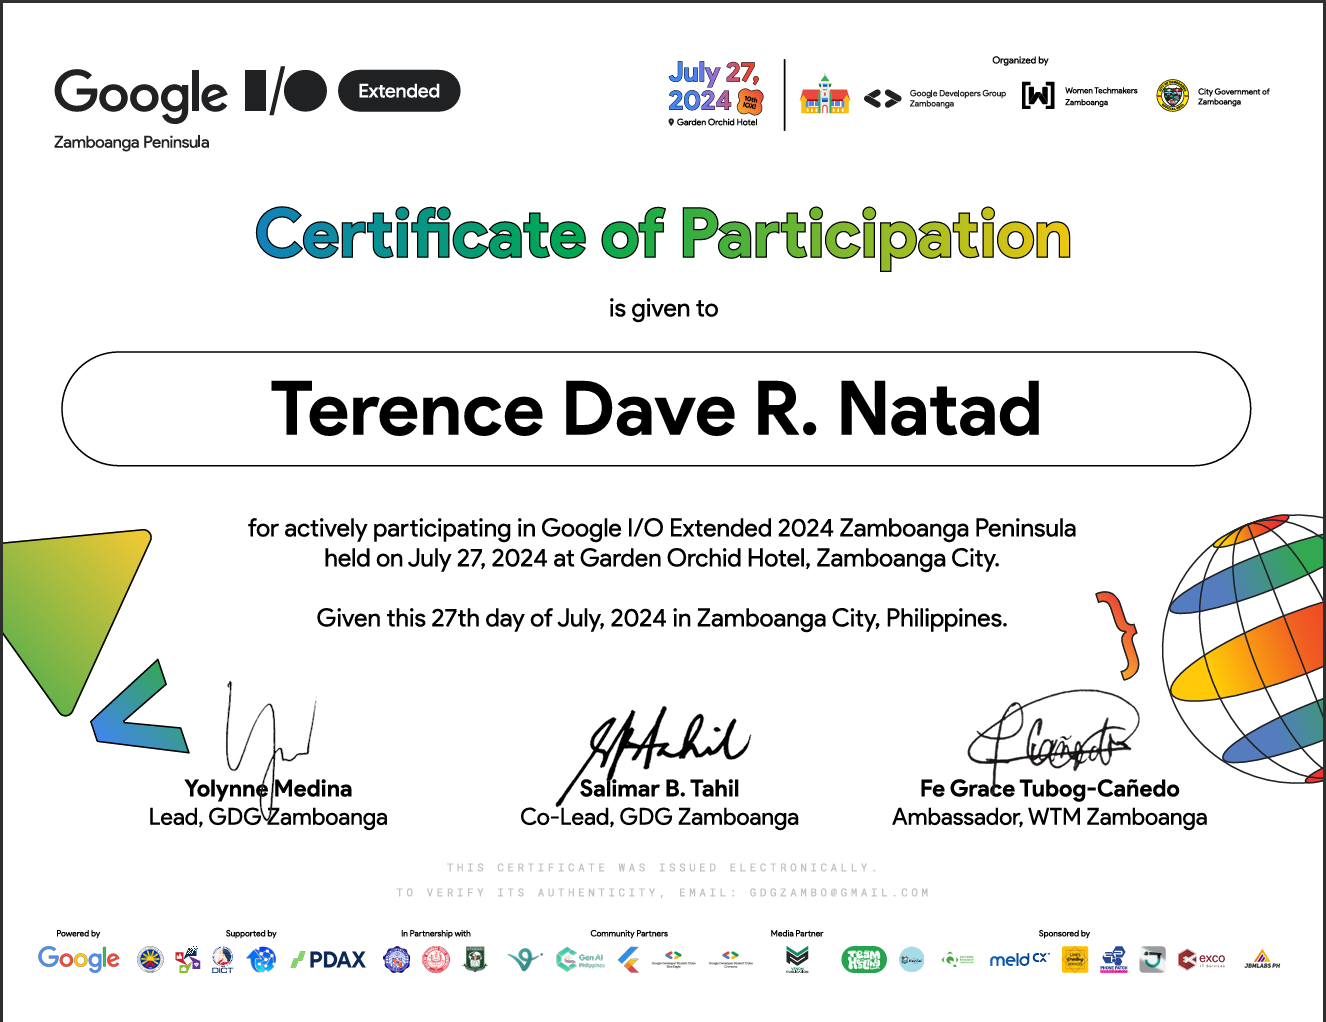 Google I/O Extended
Zamboanga Peninsula
July 27,
2024
10th
IOXI
Garden Orchid Hotel
Organized by
Google Developers Group
Zamboanga
Women Techmakers
Zamboanga
City Government of
Zamboanga
Certificate of Participation
is given to
Terence Dave R. Natad
for actively participating in Google I/O Extended 2024 Zamboanga Peninsula
held on July 27, 2024 at Garden Orchid Hotel, Zamboanga City.
Given this 27th day of July, 2024 in Zamboanga City, Philippines.
Yolynne Medina
Lead, GDG Zamboanga
Salimar B. Tahil
Co-Lead, GDG Zamboanga
Fe Grace Tubog-Cañedo
Ambassador, WTM Zamboanga
THIS CERTIFICATE WAS ISSUED ELECTRONICALLY.
TO VERIFY ITS AUTHENTICITY, EMAIL: GDGZAMBO@GMAIL.COM
Powered by
Google
Supported by
DICT
PDAX
In Partnership with
Community Partners
Gen AI
Philippines
Media Partner
Sponsored by
meld CX
PHONE PATCH
exco
IT Services
JBMLABS PH